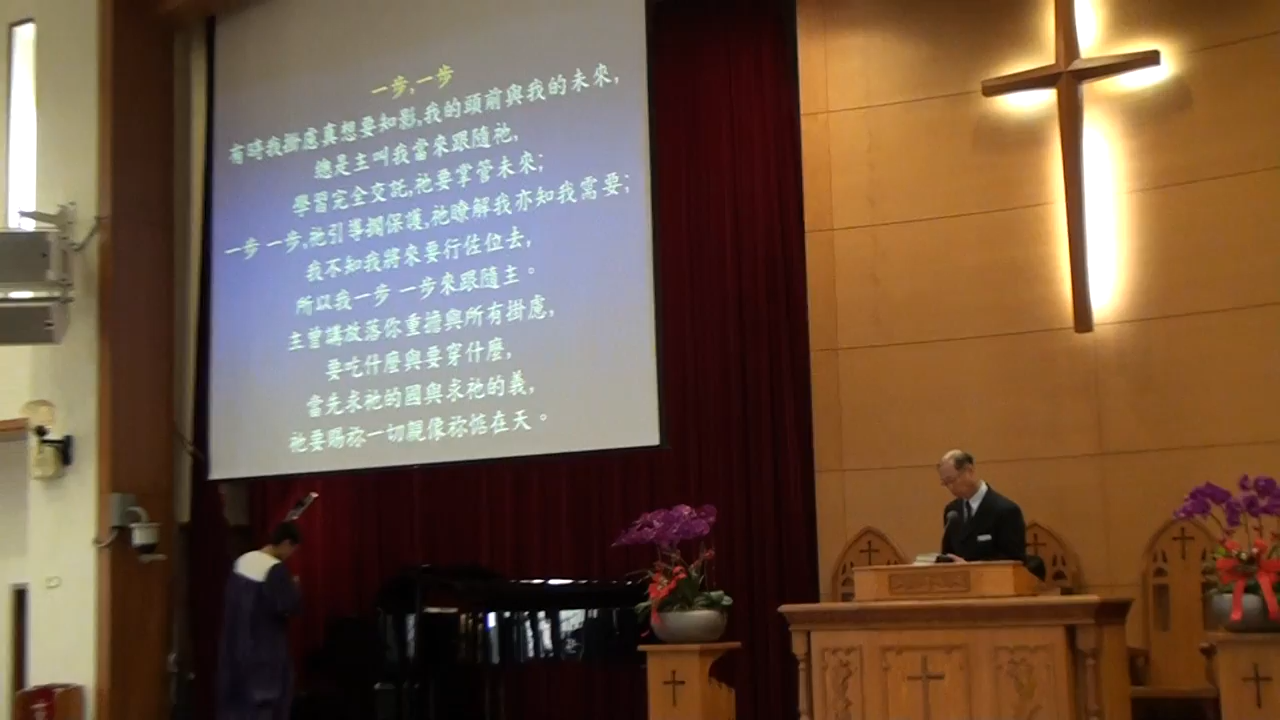 一步,一步
有時我掛慮真想要知影,我的頭前與我的未來,
總是主叫我當來跟隨祂,
學習完全交託,祂要掌管未來;
一步 一步,祂引導擱保護,祂瞭解我亦知我需要;
我不知我將來要行佐位去,
所以我一步 一步來跟隨主。
主曾講放落你重擔與所有掛慮,
要吃什麼與要穿什麼,
當先求祂的國與求祂的義,
祂要賜祢一切親像祢惦在天。